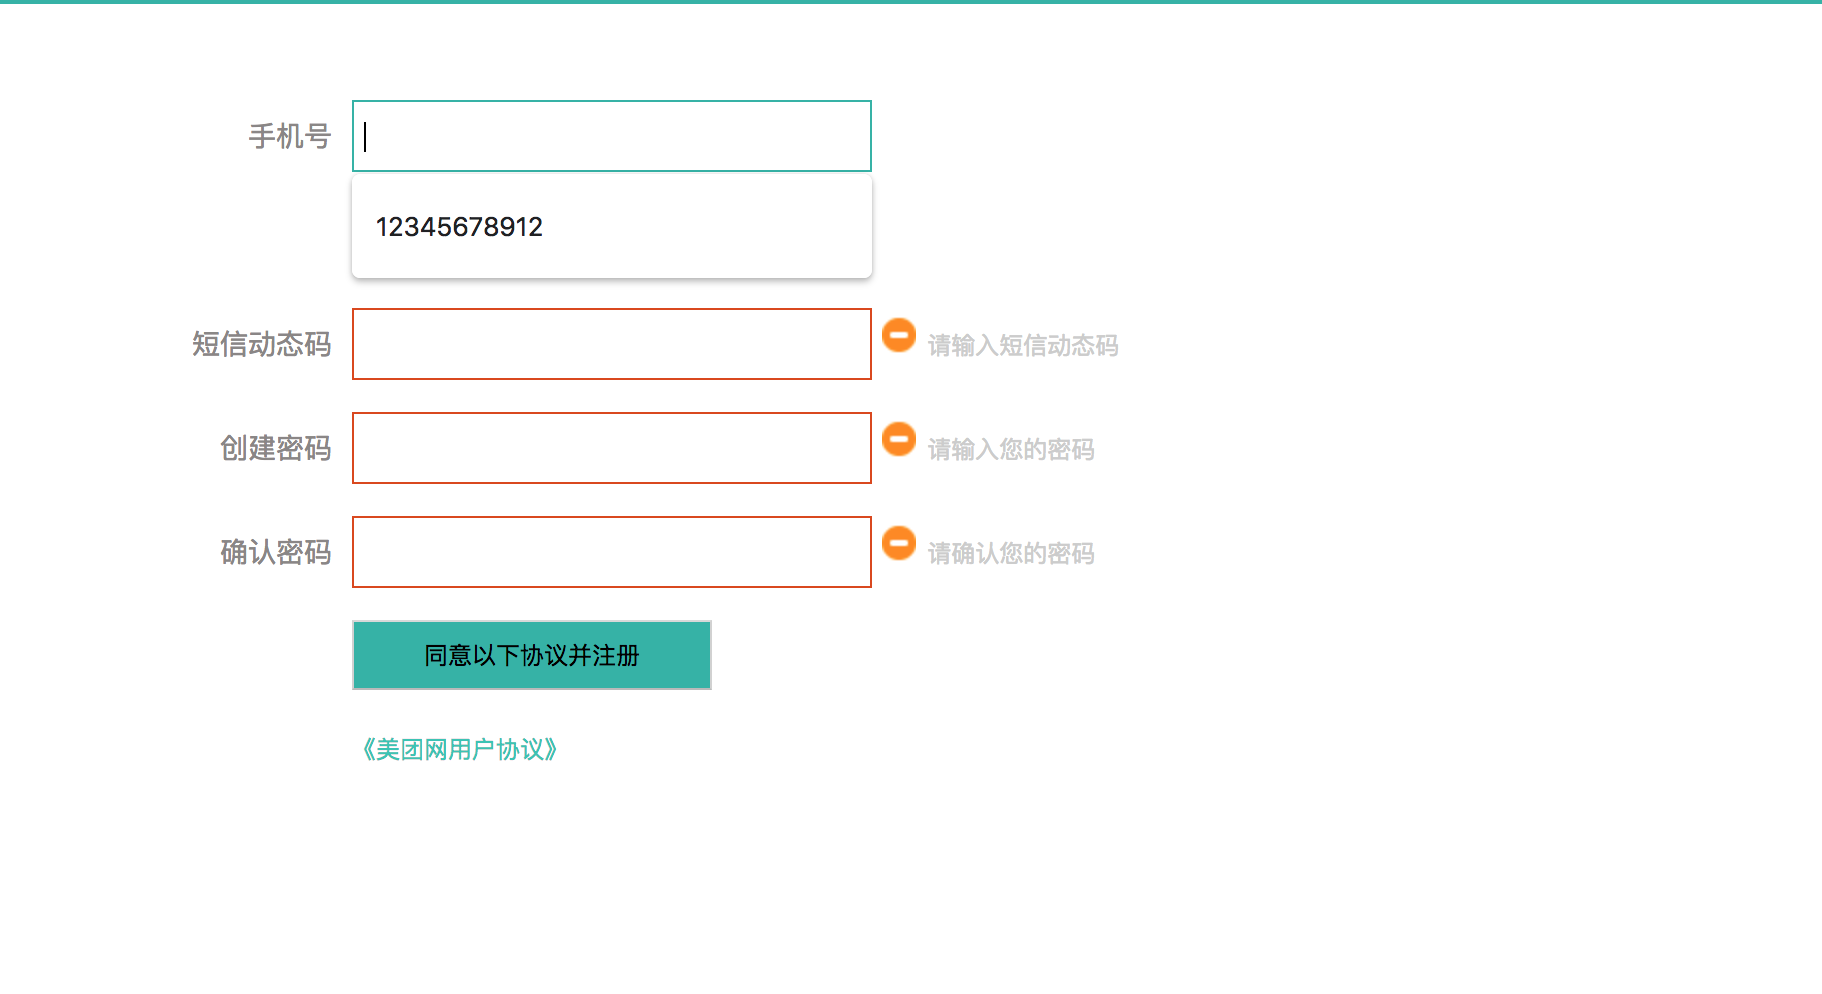 手机号
12345678912
短信动态码 请输入短信动态码
创建密码 请输入您的密码
确认密码 请确认您的密码
同意以下协议并注册
《美团网用户协议》